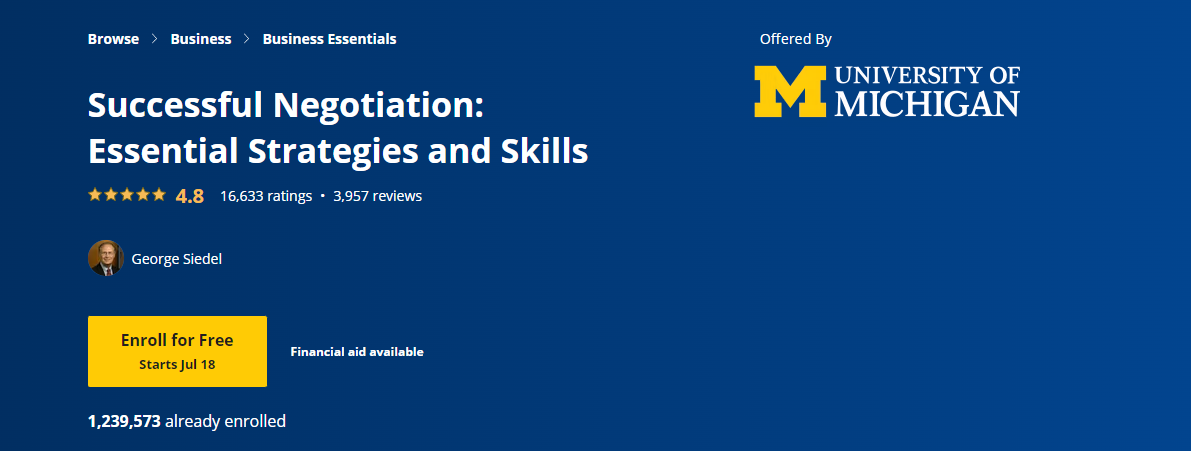 Browse > Business > Business Essentials
Offered By
UNIVERSITY OF
MICHIGAN
Successful Negotiation:
Essential Strategies and Skills
4.8 16,633 ratings • 3,957 reviews
George Siedel
Enroll for Free
Starts Jul 18
Financial aid available
1,239,573 already enrolled